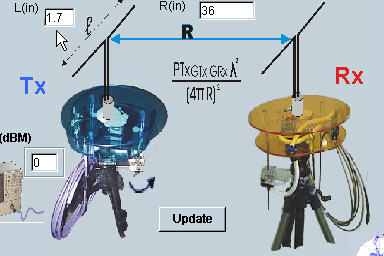 L(in) 1.7 R(in) 36
ℓ
R
Tx
Rx
PTxGTxGRxλ²
(4πR)²
(dBM)
0
Update